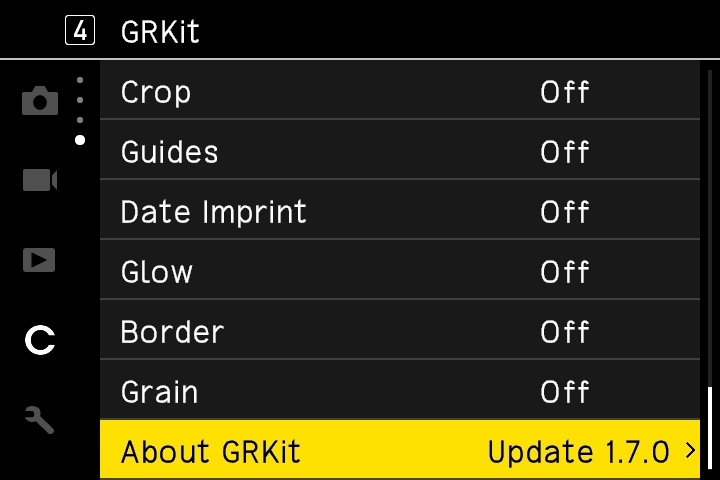 4 GRKit
Crop Off
Guides Off
Date Imprint Off
Glow Off
Border Off
Grain Off
About GRKit Update 1.7.0 >